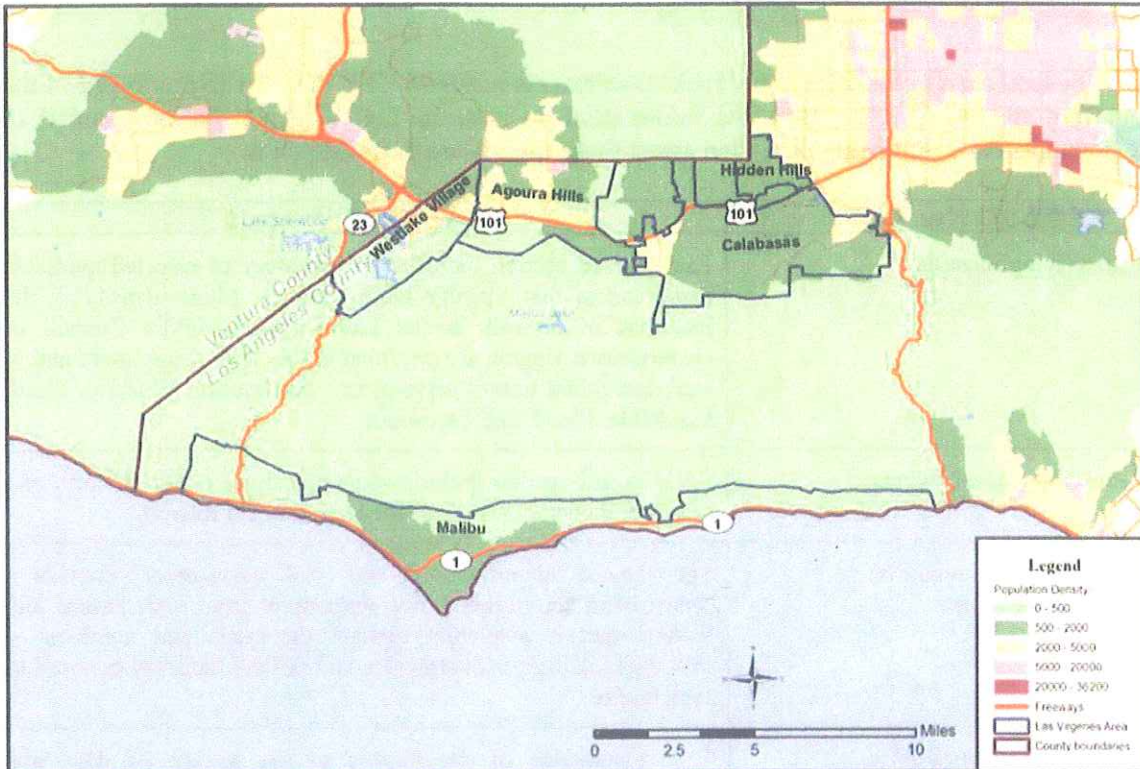 Hidden Hills
Agoura Hills
Westlake Village
23
101
101
Calabasas
Ventura County
Los Angeles County
Malibu
1
1
Legend
Population Density
0 - 500
500 - 2000
2000 - 5000
5000 - 20000
20000 - 36200
Freeways
Las Virgenes Area
County boundaries
Miles
0 2.5 5 10